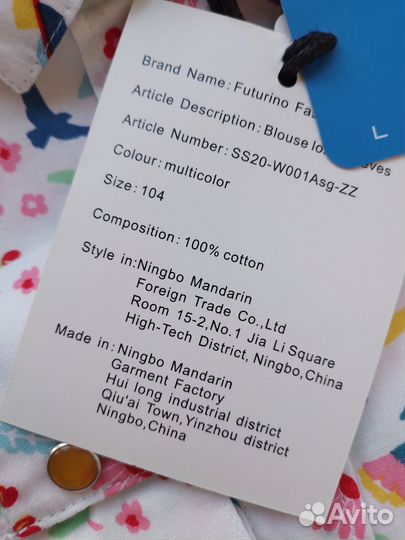 Brand Name: Futurino
Article Description: Blouse
Article Number: SS20-W001Asg-ZZ
Colour: multicolor
Size: 104
Composition: 100% cotton
Style in:Ningbo Mandarin
Foreign Trade Co.,Ltd
Room 15-2,No.1 Jia Li Square
High-Tech District, Ningbo,China
Made in: Ningbo Mandarin
Garment Factory
Hui long industrial district
Qiu'ai Town,Yinzhou district
Ningbo,China
L
Avito